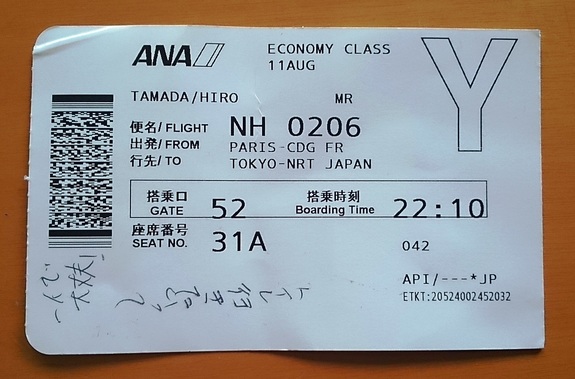 ANA
ECONOMY CLASS
11AUG
Y
TAMADA/HIRO MR
便名/FLIGHT NH 0206
出発/FROM PARIS-CDG FR
行先/TO TOKYO-NRT JAPAN
搭乗口 GATE 52 搭乗時刻 Boarding Time 22:10
座席番号 SEAT NO. 31A
042
API/---*JP
ETKT:20524002452032